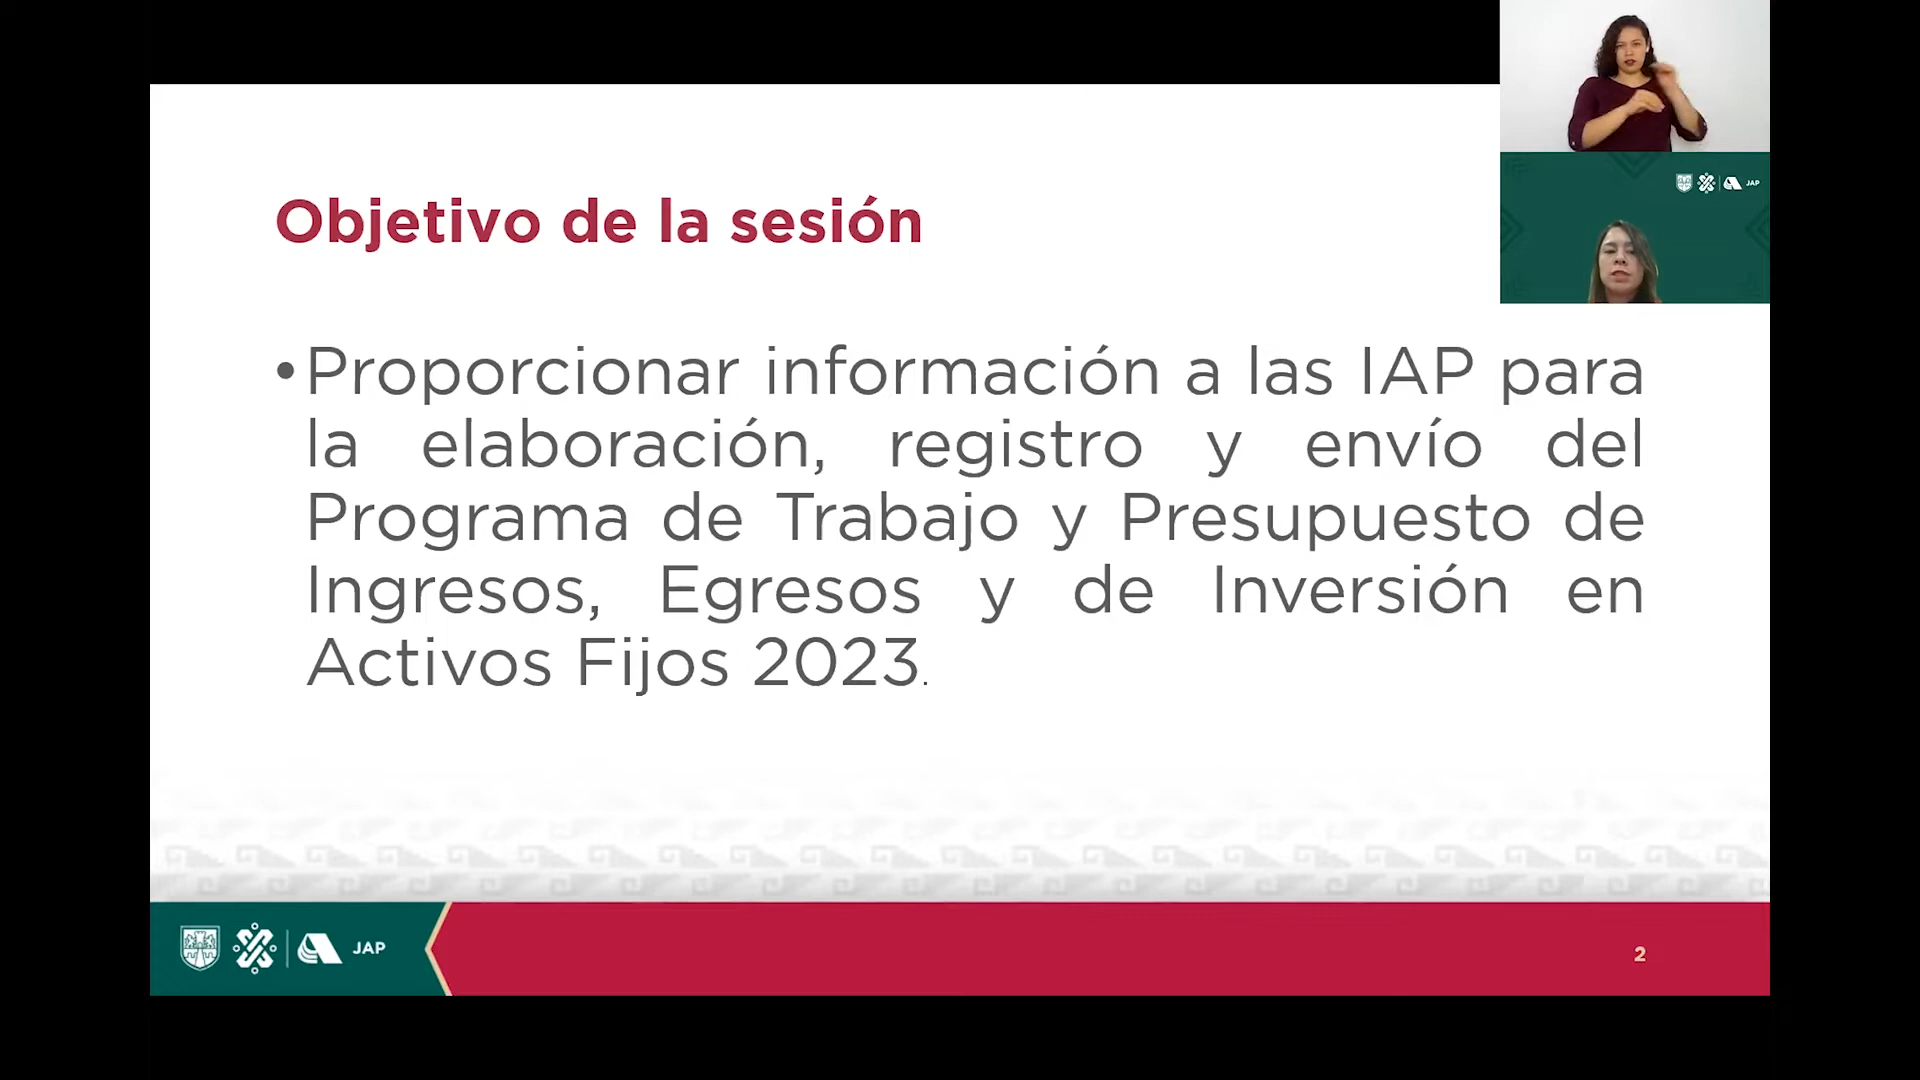 JAP
Objetivo de la sesión
•Proporcionar información a las IAP para
la elaboración, registro y envío del
Programa de Trabajo y Presupuesto de
Ingresos, Egresos y de Inversión en
Activos Fijos 2023.
JAP
2